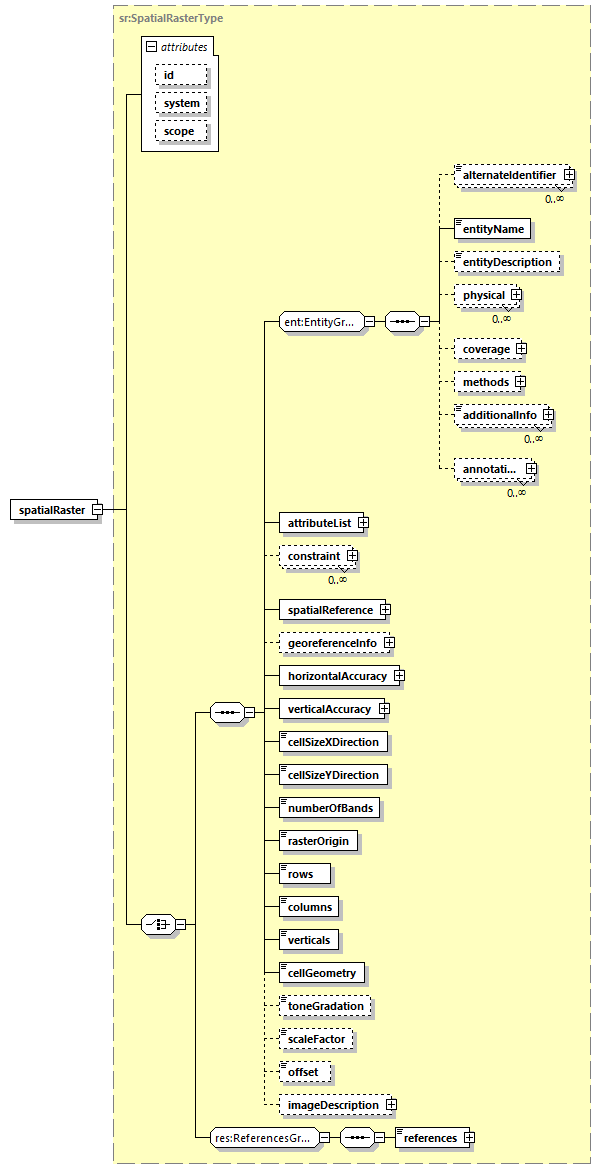 sr:SpatialRasterType
attributes
id
system
scope
alternateIdentifier
0..∞
entityName
entityDescription
physical
0..∞
ent:EntityGr...
coverage
methods
additionalInfo
0..∞
annotati...
0..∞
spatialRaster
attributeList
constraint
0..∞
spatialReference
georeferenceInfo
horizontalAccuracy
verticalAccuracy
cellSizeXDirection
cellSizeYDirection
numberOfBands
rasterOrigin
rows
columns
verticals
cellGeometry
toneGradation
scaleFactor
offset
imageDescription
res:ReferencesGr...
references